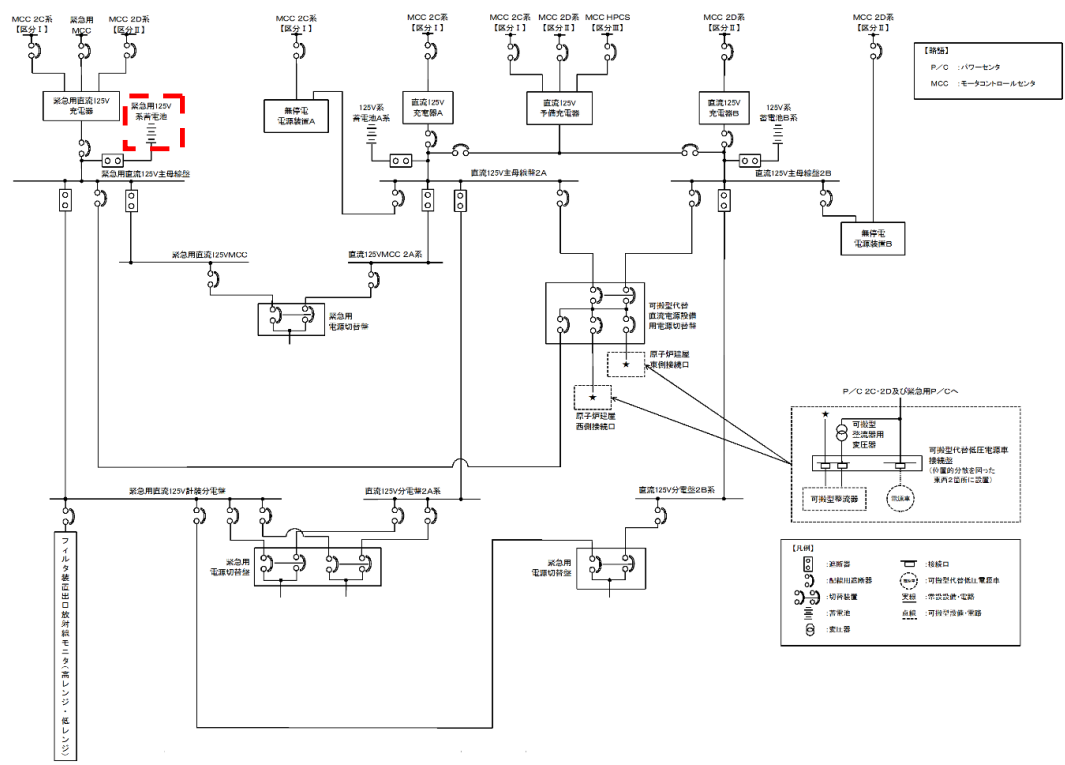 MCC 2C系
【区分Ⅰ】
緊急用
MCC
MCC 2D系
【区分Ⅱ】
MCC 2C系
【区分Ⅰ】
MCC 2C系
【区分Ⅰ】
MCC 2C系
【区分Ⅰ】
MCC 2D系
【区分Ⅱ】
MCC HPCS
【区分Ⅲ】
MCC 2D系
【区分Ⅱ】
MCC 2D系
【区分Ⅱ】
【略語】
P/C :パワーセンタ
MCC :モータコントロールセンタ
緊急用直流125V
充電器
緊急用125V
系蓄電池
無停電
電源装置A
125V系
蓄電池A系
直流125V
充電器A
直流125V
予備充電器
直流125V
充電器B
125V系
蓄電池B系
緊急用直流125V主母線盤
直流125V主母線盤2A
直流125V主母線盤2B
無停電
電源装置B
緊急用直流125VMCC
直流125VMCC 2A系
緊急用
電源切替盤
可搬型代替
直流電源設備
用電源切替盤
原子炉建屋
東側接続口
原子炉建屋
西側接続口
P/C 2C・2D及び緊急用P/Cへ
可搬型
整流器用
変圧器
可搬型代替低圧電源車
接続盤
(位置的分散を図った
東西2箇所に設置)
可搬型整流器
電源車
緊急用直流125V計装分電盤
直流125V分電盤2A系
直流125V分電盤2B系
緊急用
電源切替盤
緊急用
電源切替盤
フィルタ装置出口放射線モニタ(高レンジ・低レンジ)
【凡例】
:遮断器
:配線用遮断器
:切替装置
:蓄電池
:変圧器
:接続口
電源車 :可搬型代替低圧電源車
実線 :常設設備・電路
点線 :可搬型設備・電路